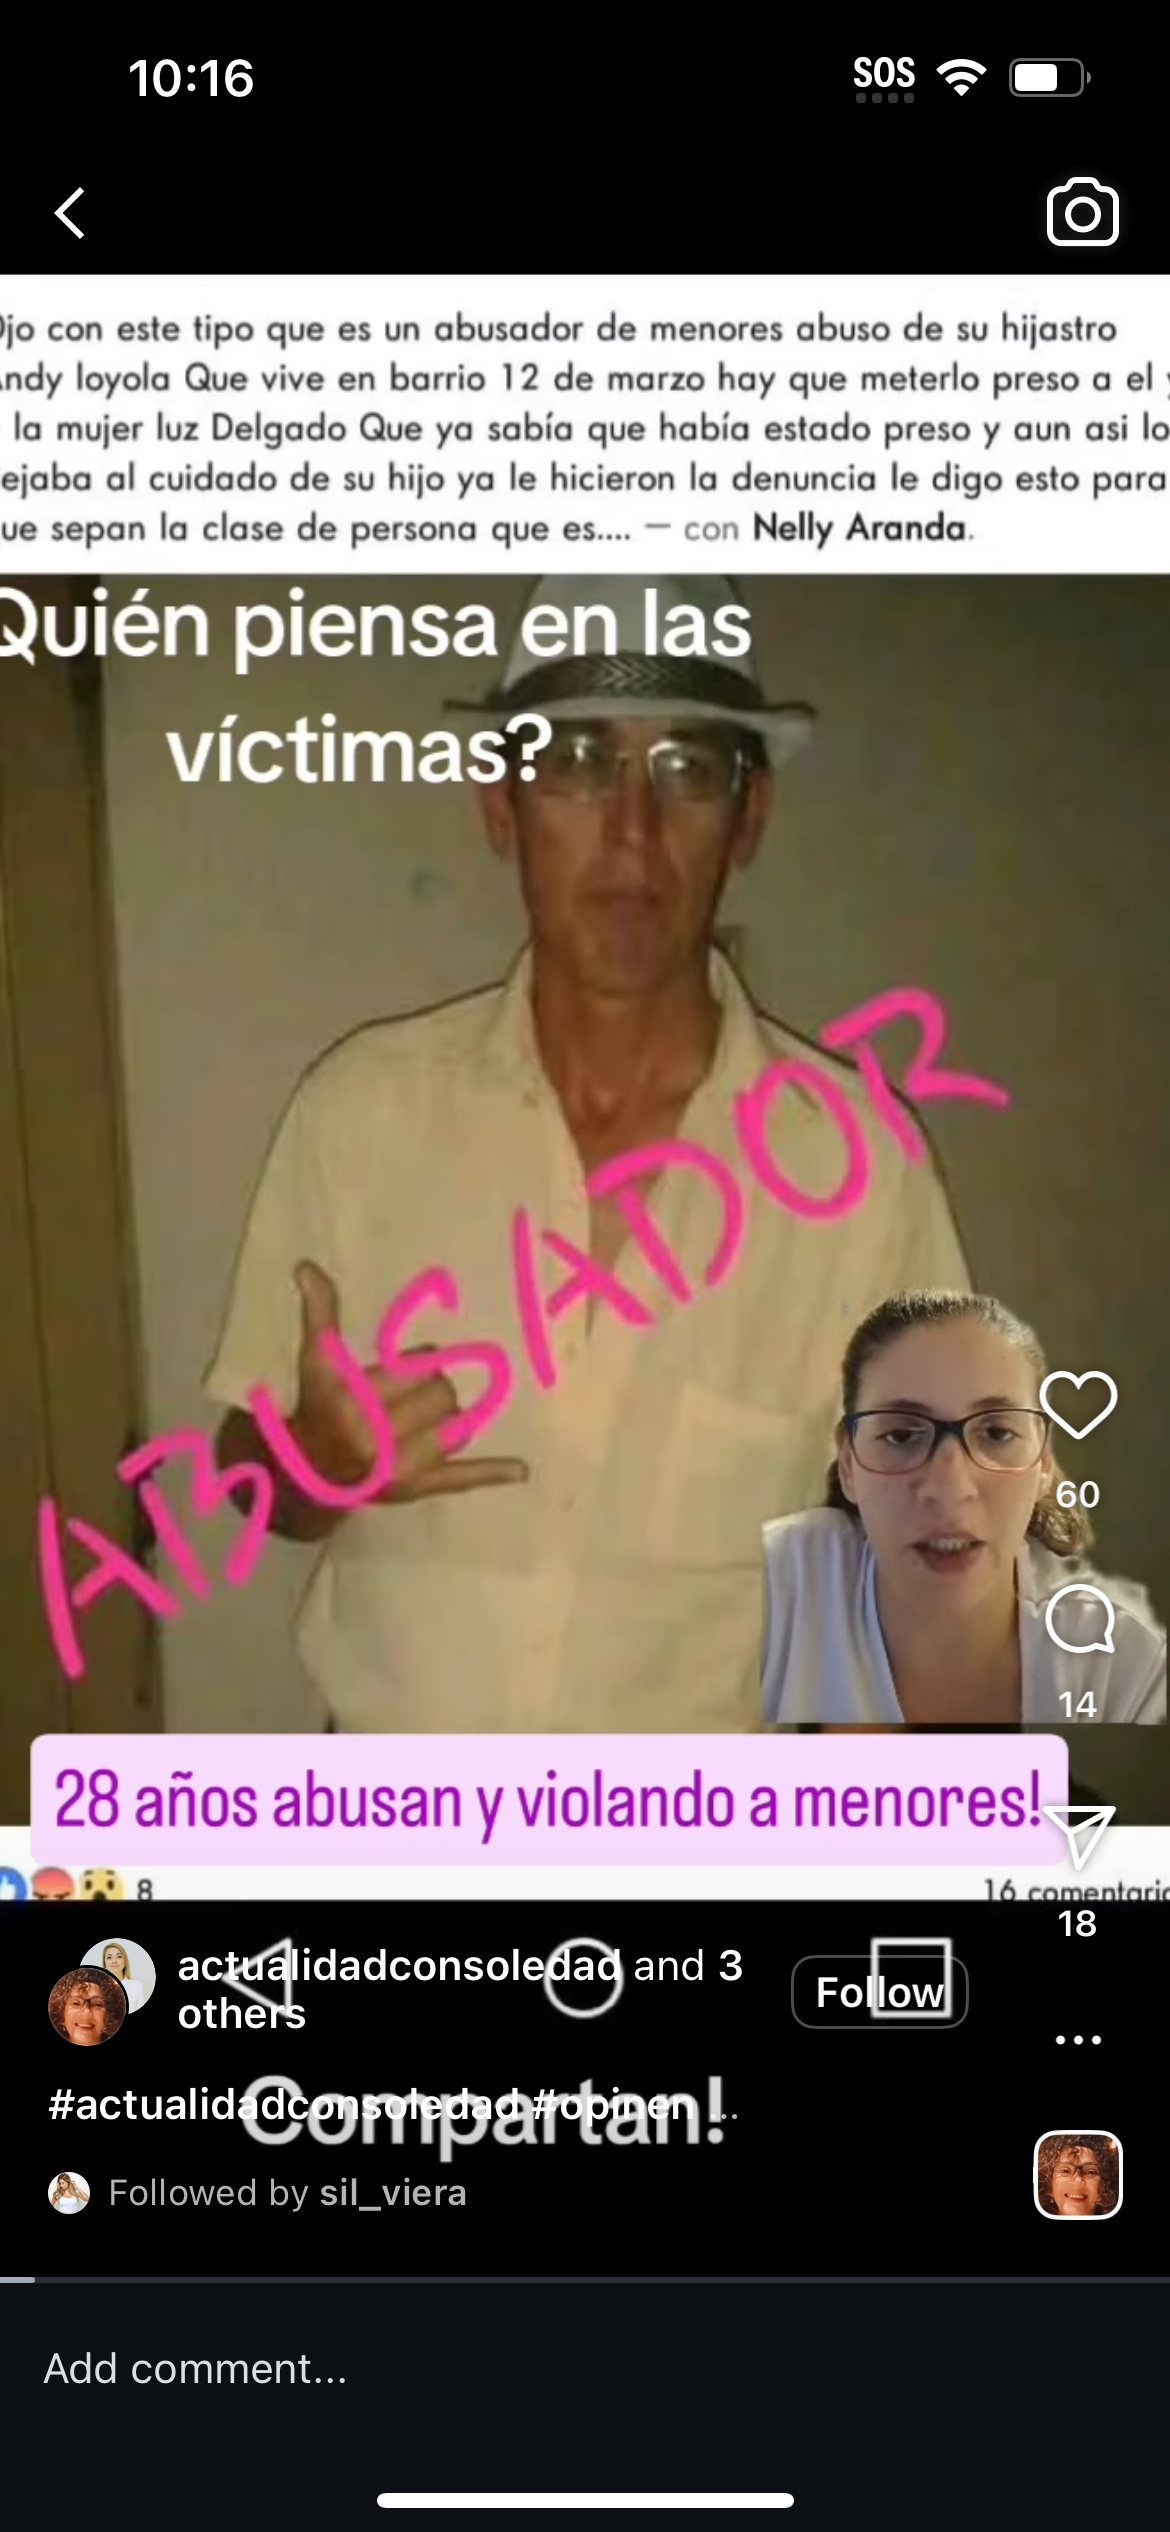 10:16
SOS
jo con este tipo que es un abusador de menores abuso de su hijastro
ndy loyola Que vive en barrio 12 de marzo hay que meterlo preso a el y
la mujer luz Delgado Que ya sabía que había estado preso y aun asi lo
ejaba al cuidado de su hijo ya le hicieron la denuncia le digo esto para
ue sepan la clase de persona que es.... — con Nelly Aranda.
Quién piensa en las
víctimas?
ABUSADOR
60
14
28 años abusan y violando a menores!
8
16 comentario
18
actualidadconsoledad and 3
others
Follow
#actualidadconsoledad #opinen ...
Compartan!
Followed by sil_viera
Add comment...